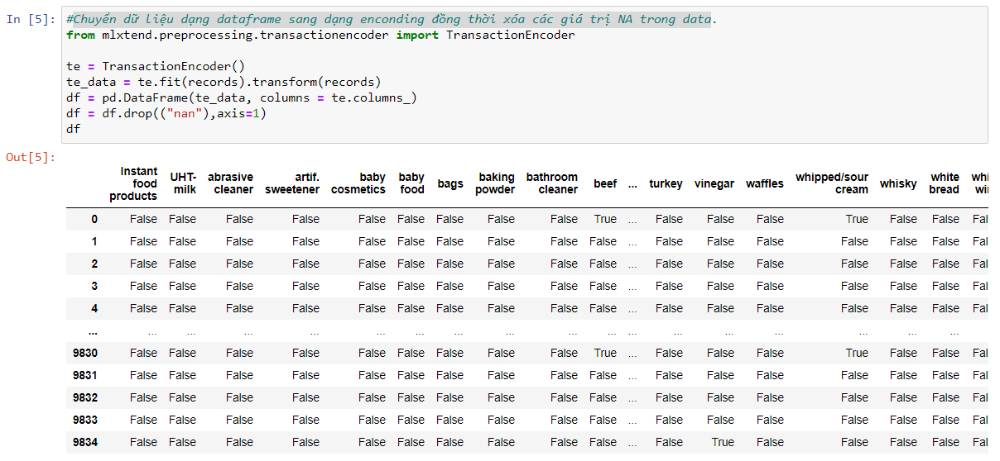 In [5]: #Chuyển dữ liệu dạng dataframe sang dạng enconding đồng thời xóa các giá trị NA trong data.
from mlxtend.preprocessing.transactionencoder import TransactionEncoder
te = TransactionEncoder()
te_data = te.fit(records).transform(records)
df = pd.DataFrame(te_data, columns = te.columns_)
df = df.drop(("nan"),axis=1)
df
Out[5]:
Instant food products UHT-milk abrasive cleaner artif. sweetener baby cosmetics baby food bags baking powder bathroom cleaner beef ... turkey vinegar waffles whipped/sour cream whisky white bread
0 False False False False False False False False False True ... False False False True False False
1 False False False False False False False False False False ... False False False False False False
2 False False False False False False False False False False ... False False False False False False
3 False False False False False False False False False False ... False False False False False False
4 False False False False False False False False False False ... False False False False False False
... ... ... ... ... ... ... ... ... ... ... ... ... ... ... ... ... ...
9830 False False False False False False False False False True ... False False False True False False
9831 False False False False False False False False False False ... False False False False False False
9832 False False False False False False False False False False ... False False False False False False
9833 False False False False False False False False False False ... False False False False False False
9834 False False False False False False False False False False ... False True False False False False